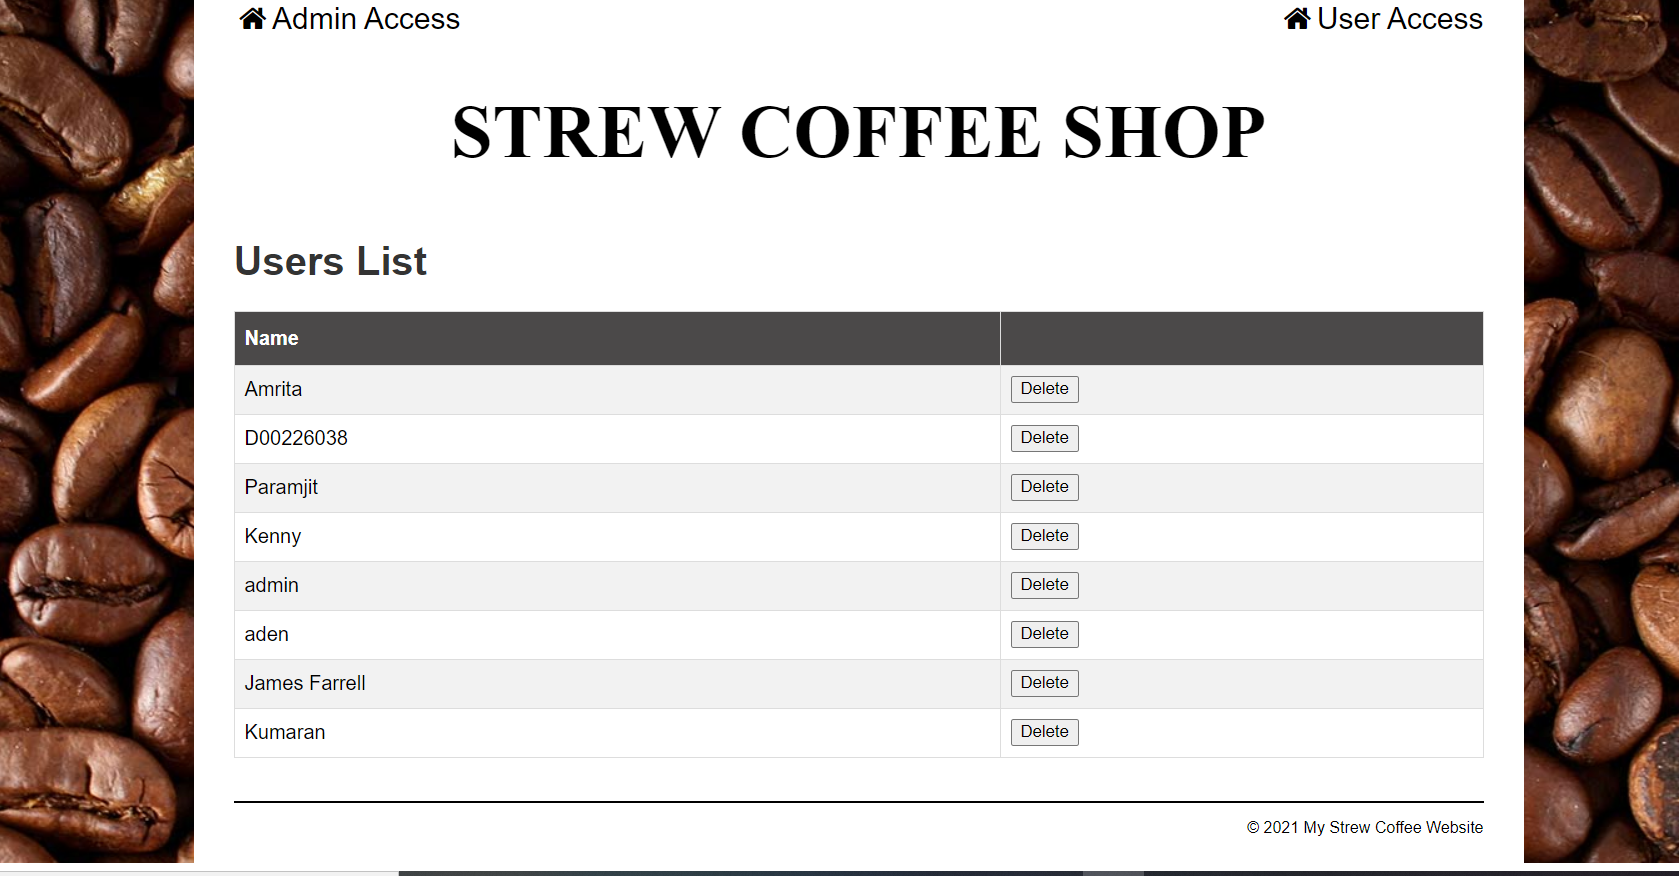 Admin Access User Access
STREW COFFEE SHOP
Users List
Name
Amrita Delete
D00226038 Delete
Paramjit Delete
Kenny Delete
admin Delete
aden Delete
James Farrell Delete
Kumaran Delete
© 2021 My Strew Coffee Website